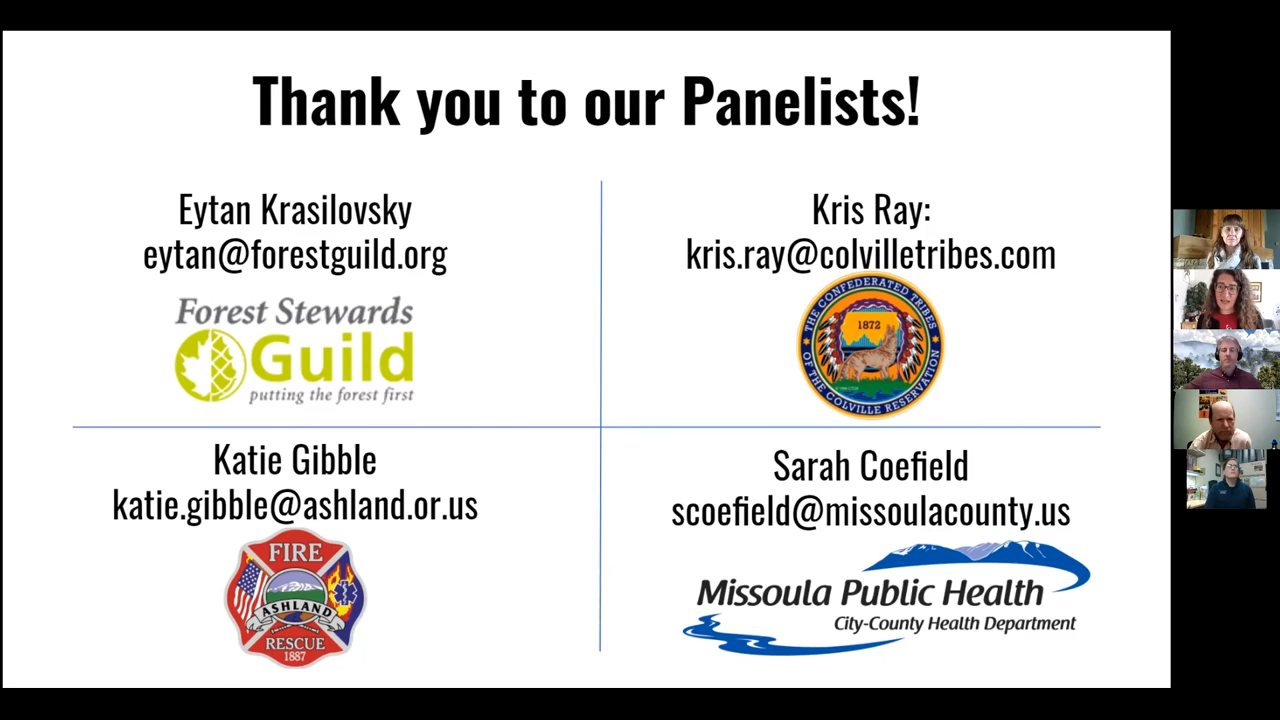 Thank you to our Panelists!
Eytan Krasilovsky
eytan@forestguild.org
Forest Stewards
Guild
putting the forest first
Kris Ray:
kris.ray@colvilletribes.com
THE CONFEDERATED TRIBES
1872
OF THE COLVILLE RESERVATION
Katie Gibble
katie.gibble@ashland.or.us
FIRE
ASHLAND
RESCUE
1887
Sarah Coefield
scoefield@missoulacounty.us
Missoula Public Health
City-County Health Department